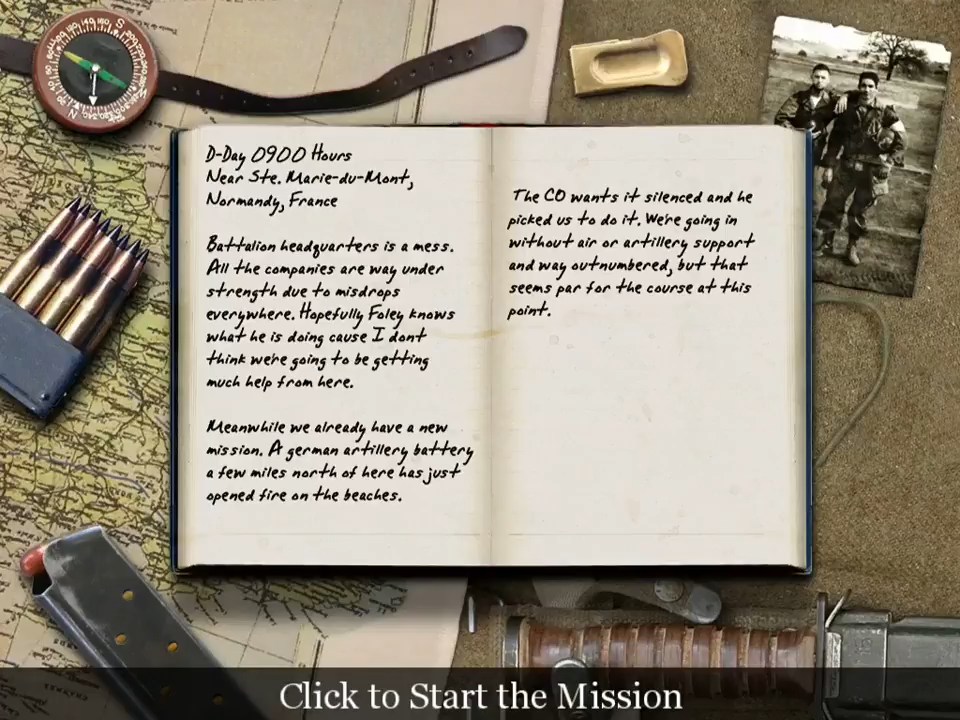 D-Day 0900 Hours
Near Ste. Marie-du-Mont,
Normandy, France
Battalion headquarters is a mess.
All the companies are way under
strength due to misdrops
everywhere. Hopefully Foley knows
what he is doing cause I dont
think we're going to be getting
much help from here.
Meanwhile we already have a new
mission. A german artillery battery
a few miles north of here has just
opened fire on the beaches.
The CO wants it silenced and he
picked us to do it. We're going in
without air or artillery support
and way outnumbered, but that
seems par for the course at this
point.
Click to Start the Mission